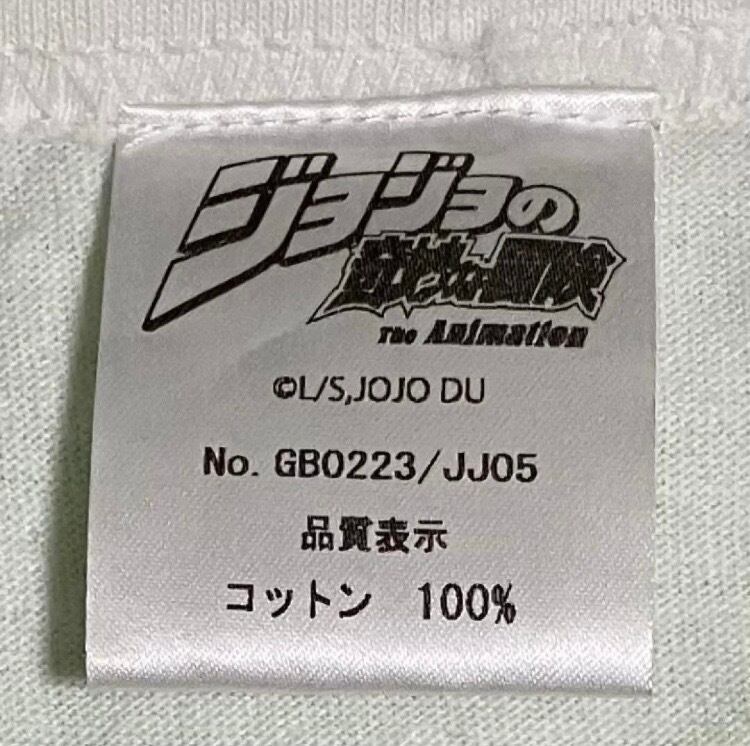 ジョジョの
奇妙な冒険
The Animation
©L/S,JOJO DU
No. GB0223/JJ05
品質表示
コットン 100%